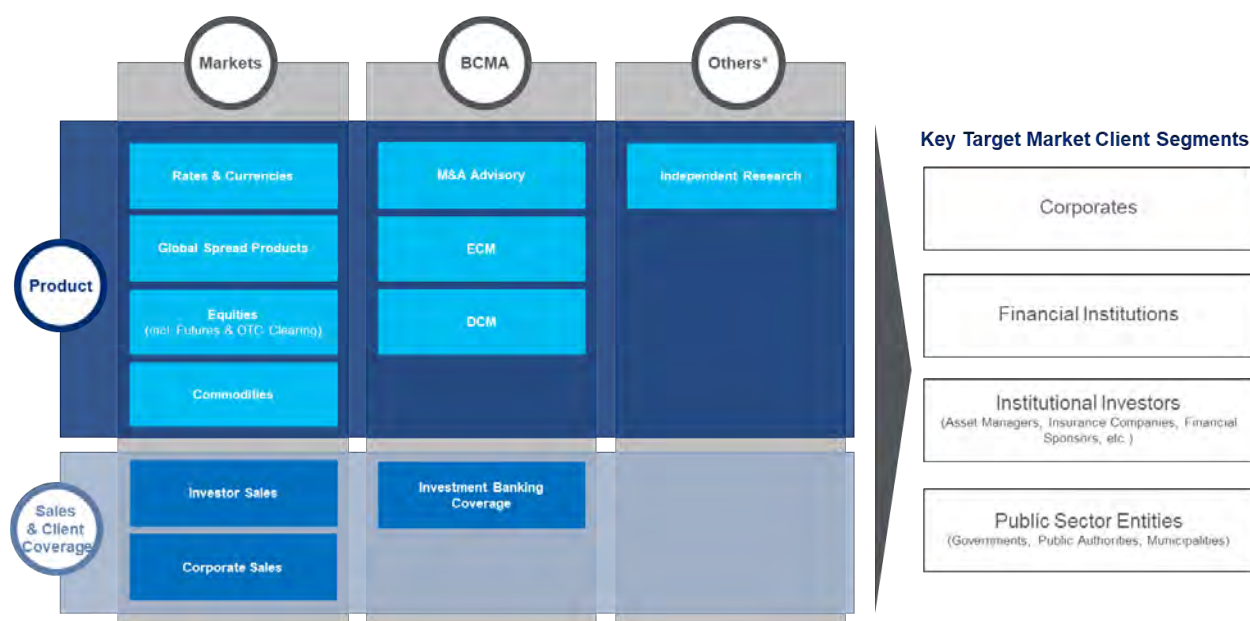 Markets
BCMA
Others*
Product
Rates & Currencies
Global Spread Products
Equities
(incl. Futures & OTC Clearing)
Commodities
M&A Advisory
ECM
DCM
Independent Research
Sales
& Client
Coverage
Investor Sales
Corporate Sales
Investment Banking
Coverage
Key Target Market Client Segments
Corporates
Financial Institutions
Institutional Investors
(Asset Managers, Insurance Companies, Financial
Sponsors, etc.)
Public Sector Entities
(Governments, Public Authorities, Municipalities)